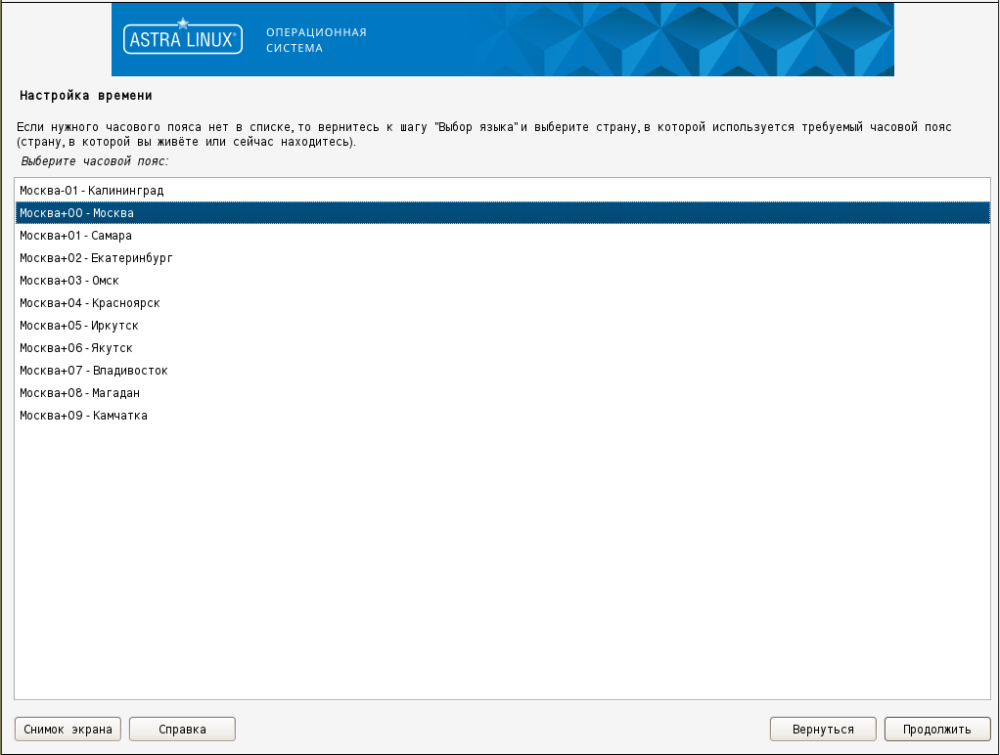 ASTRA LINUX®
ОПЕРАЦИОННАЯ
СИСТЕМА
Настройка времени
Если нужного часового пояса нет в списке, то вернитесь к шагу "Выбор языка" и выберите страну, в которой используется требуемый часовой пояс
(страну, в которой вы живёте или сейчас находитесь).
Выберите часовой пояс:
Москва-01 - Калининград
Москва+00 - Москва
Москва+01 - Самара
Москва+02 - Екатеринбург
Москва+03 - Омск
Москва+04 - Красноярск
Москва+05 - Иркутск
Москва+06 - Якутск
Москва+07 - Владивосток
Москва+08 - Магадан
Москва+09 - Камчатка
Снимок экрана
Справка
Вернуться
Продолжить